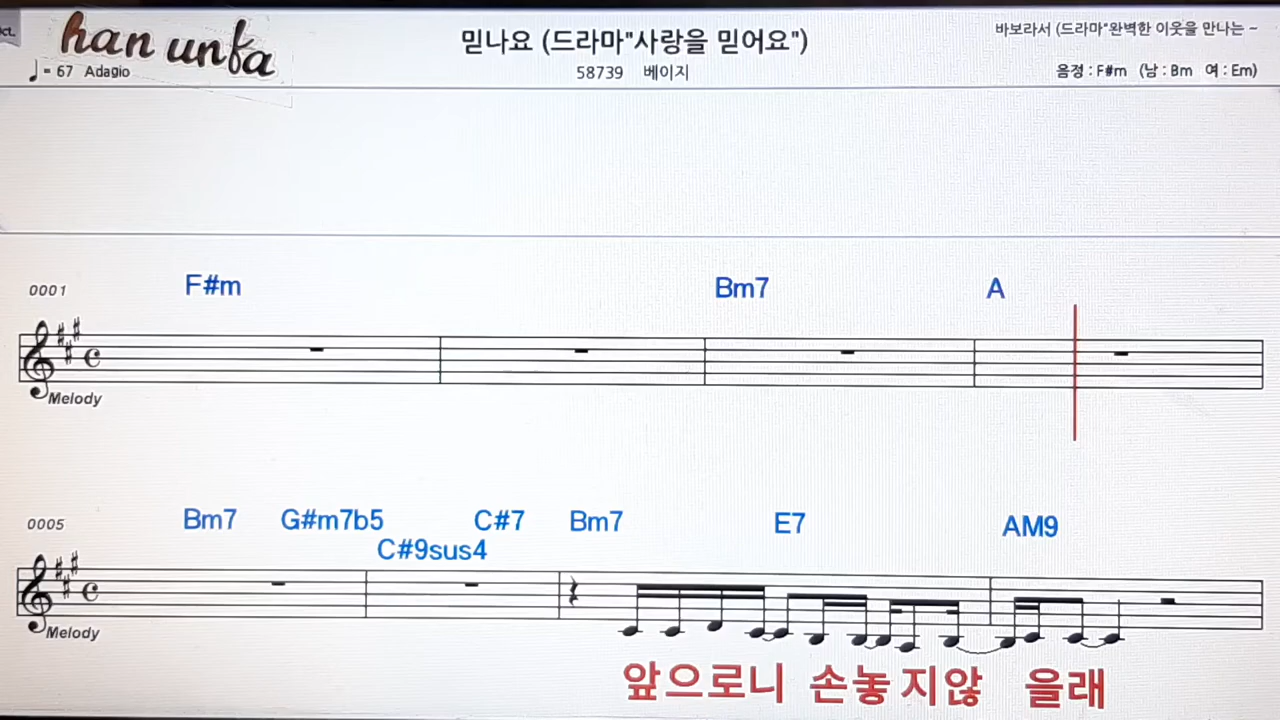 ct.
han unfa
♩= 67 Adagio
믿나요 (드라마"사랑을 믿어요")
58739 베이지
바보라서 (드라마"완벽한 이웃을 만나는 ~
음정 : F#m (남 : Bm 여 : Em)
F#m Bm7 A
0001
Melody
Bm7 G#m7b5 C#7 Bm7 E7 AM9
C#9sus4
0005
Melody
앞으로니 손놓지않 을래